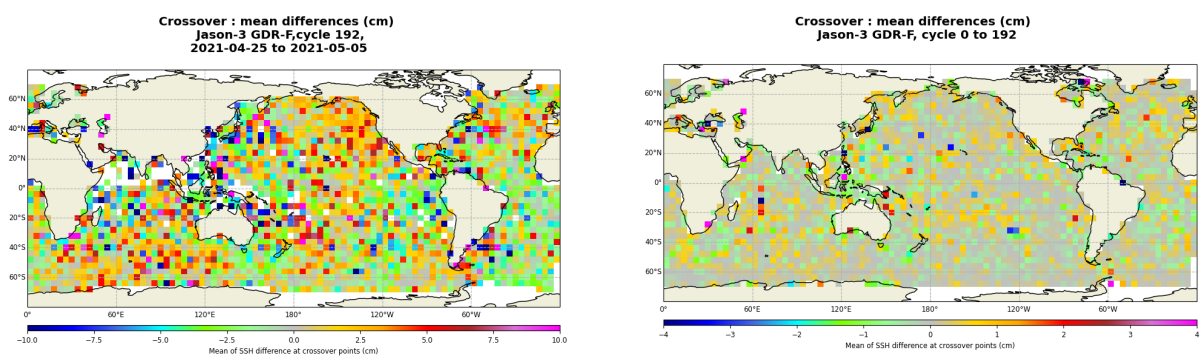 Crossover : mean differences (cm)
Jason-3 GDR-F,cycle 192,
2021-04-25 to 2021-05-05
60°N
40°N
20°N
0°
20°S
40°S
60°S
0° 60°E 120°E 180° 120°W 60°W
−10.0 −7.5 −5.0 −2.5 0.0 2.5 5.0 7.5 10.0
Mean of SSH difference at crossover points (cm)
Crossover : mean differences (cm)
Jason-3 GDR-F, cycle 0 to 192
60°N
40°N
20°N
0°
20°S
40°S
60°S
0° 60°E 120°E 180° 120°W 60°W
−4 −3 −2 −1 0 1 2 3 4
Mean of SSH difference at crossover points (cm)